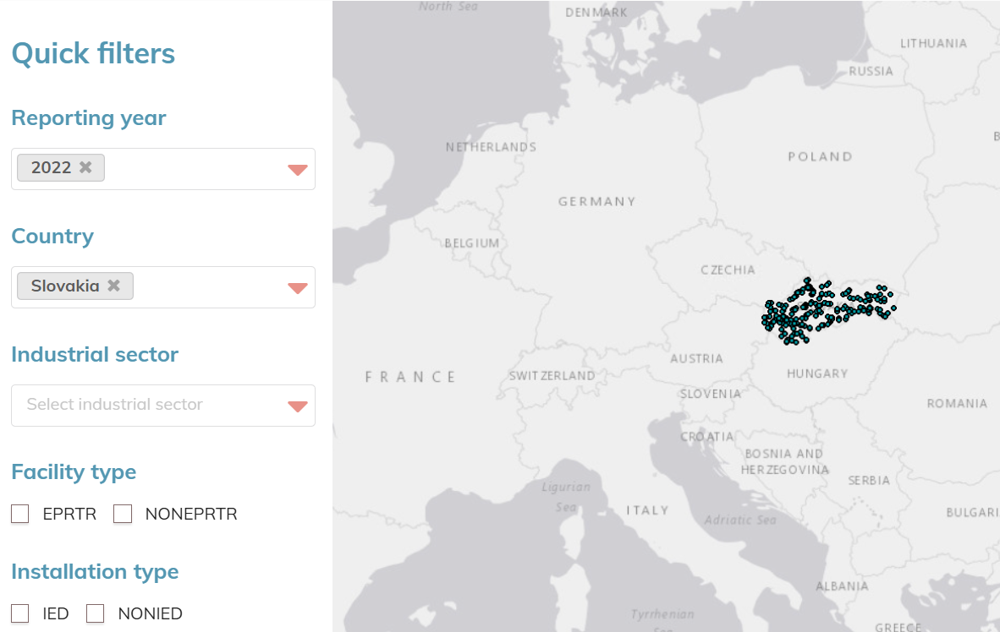 Quick filters
Reporting year
2022
Country
Slovakia
Industrial sector
Select industrial sector
Facility type
EPRTR NONEPRTR
Installation type
IED NONIED
North Sea
DENMARK
LITHUANIA
RUSSIA
NETHERLANDS
POLAND
GERMANY
BELGIUM
CZECHIA
AUSTRIA
FRANCE
SWITZERLAND
HUNGARY
SLOVENIA
ROMANIA
CROATIA
BOSNIA AND
HERZEGOVINA
SERBIA
Ligurian
Sea
ITALY
Adriatic Sea
BULGARI
ALBANIA
Tyrrhenian
Sea
GREECE